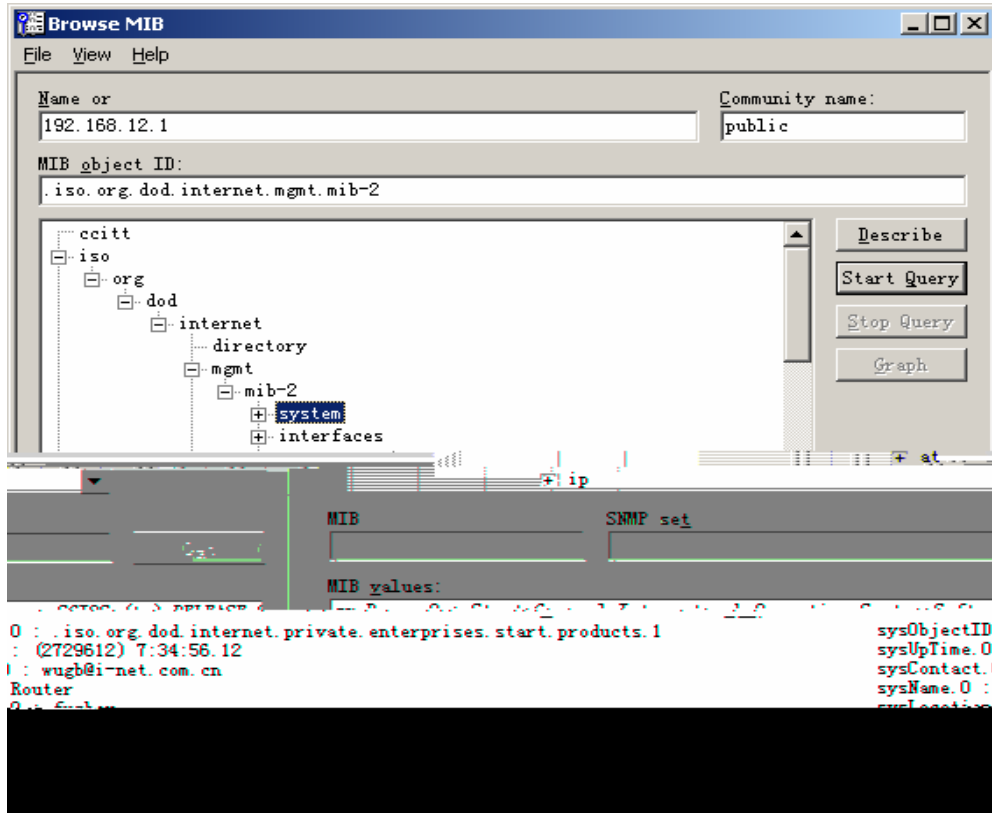 Browse MIB
File View Help
Name or
Community name:
192.168.12.1
public
MIB object ID:
.iso.org.dod.internet.mgmt.mib-2
ccitt
Describe
iso
org
Start Query
dod
internet
Stop Query
directory
mgmt
Graph
mib-2
system
interfaces
at
ip
MIB
SNMP set
MIB values:
0 : .iso.org.dod.internet.private.enterprises.start.products.1
sysObjectID
: (2729612) 7:34:56.12
sysUpTime.0
: wugb@i-net.com.cn
sysContact.
Router
sysName.0 :